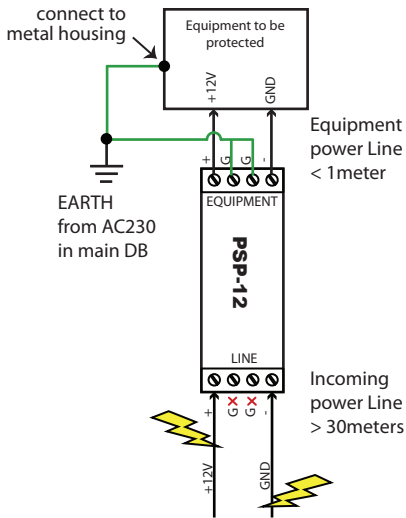 connect to
metal housing
Equipment to be
protected
+12V
GND
Equipment
power Line
< 1meter
+
G
G
-
EARTH
from AC230
in main DB
EQUIPMENT
PSP-12
LINE
+
G
G
-
Incoming
power Line
> 30meters
+12V
GND